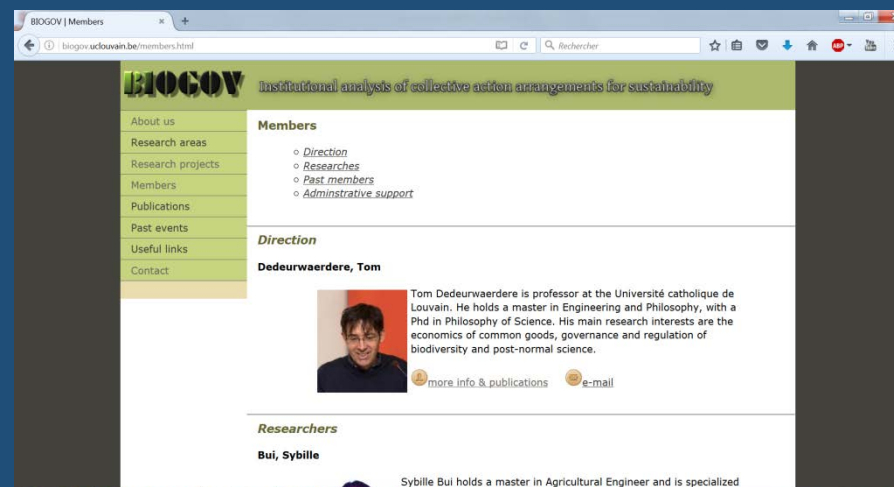 BIOGOV | Members
biogov.uclouvain.be/members.html
Rechercher
ABP
BIOGOV
Institutional analysis of collective action arrangements for sustainability
About us
Research areas
Research projects
Members
Publications
Past events
Useful links
Contact
Members
Direction
Researches
Past members
Adminstrative support
Direction
Dedeurwaerdere, Tom
Tom Dedeurwaerdere is professor at the Université catholique de
Louvain. He holds a master in Engineering and Philosophy, with a
Phd in Philosophy of Science. His main research interests are the
economics of common goods, governance and regulation of
biodiversity and post-normal science.
more info & publications e-mail
Researchers
Bui, Sybille
Sybille Bui holds a master in Agricultural Engineer and is specialized